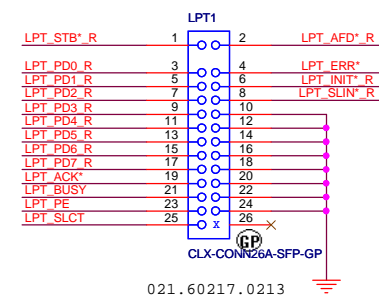 LPT1
LPT_STB*_R 1 2 LPT_AFD*_R
LPT_PD0_R 3 4 LPT_ERR*
LPT_PD1_R 5 6 LPT_INIT*_R
LPT_PD2_R 7 8 LPT_SLIN*_R
LPT_PD3_R 9 10
LPT_PD4_R 11 12
LPT_PD5_R 13 14
LPT_PD6_R 15 16
LPT_PD7_R 17 18
LPT_ACK* 19 20
LPT_BUSY 21 22
LPT_PE 23 24
LPT_SLCT 25 X 26
GP
CLX-CONN26A-SFP-GP
021.60217.0213